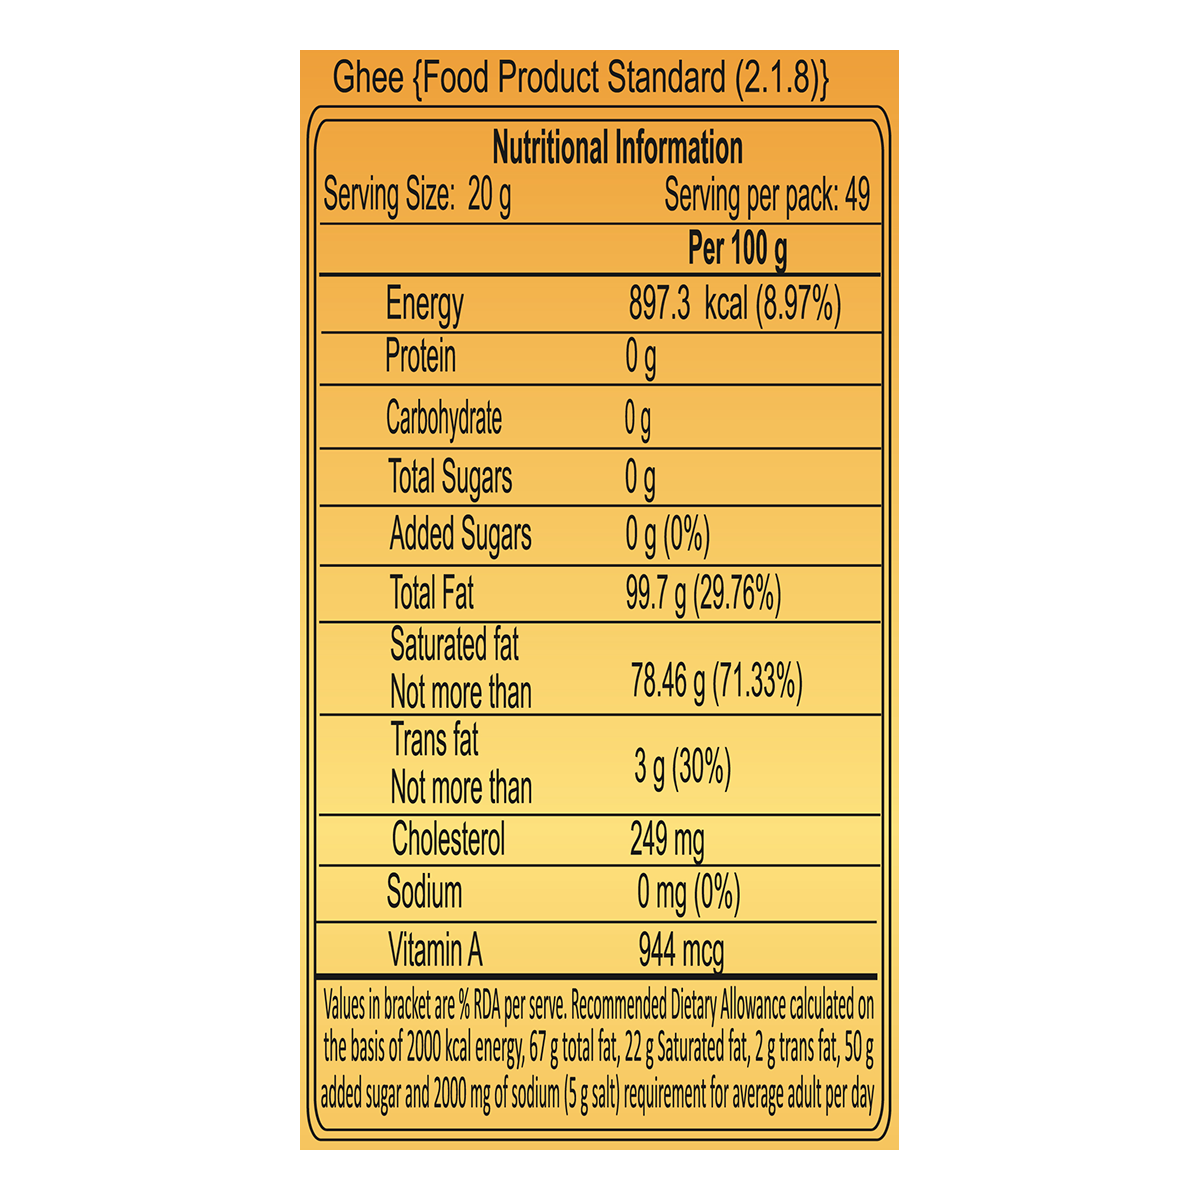 Ghee {Food Product Standard (2.1.8)}
Nutritional Information
Serving Size: 20 g Serving per pack: 49
Per 100 g
Energy 897.3 kcal (8.97%)
Protein 0 g
Carbohydrate 0 g
Total Sugars 0 g
Added Sugars 0 g (0%)
Total Fat 99.7 g (29.76%)
Saturated fat
Not more than 78.46 g (71.33%)
Trans fat
Not more than 3 g (30%)
Cholesterol 249 mg
Sodium 0 mg (0%)
Vitamin A 944 mcg
Values in bracket are % RDA per serve. Recommended Dietary Allowance calculated on
the basis of 2000 kcal energy, 67 g total fat, 22 g Saturated fat, 2 g trans fat, 50 g
added sugar and 2000 mg of sodium (5 g salt) requirement for average adult per day